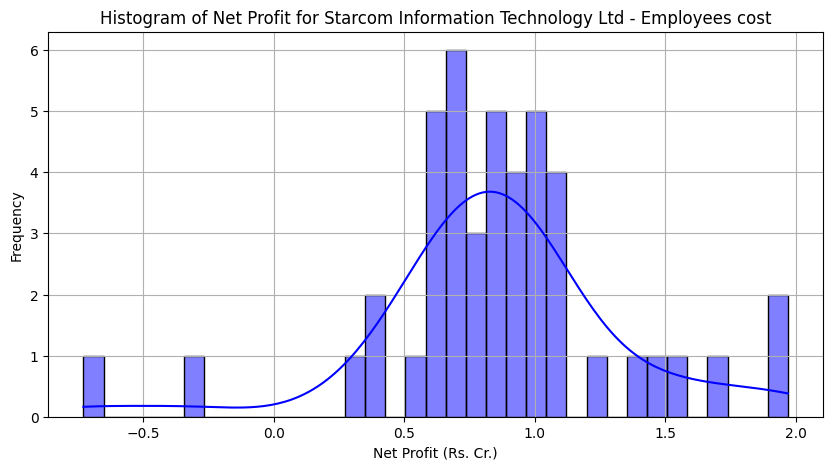 Histogram of Net Profit for Starcom Information Technology Ltd - Employees cost
6
5
4
3
2
1
0
Frequency
−0.5 0.0 0.5 1.0 1.5 2.0
Net Profit (Rs. Cr.)